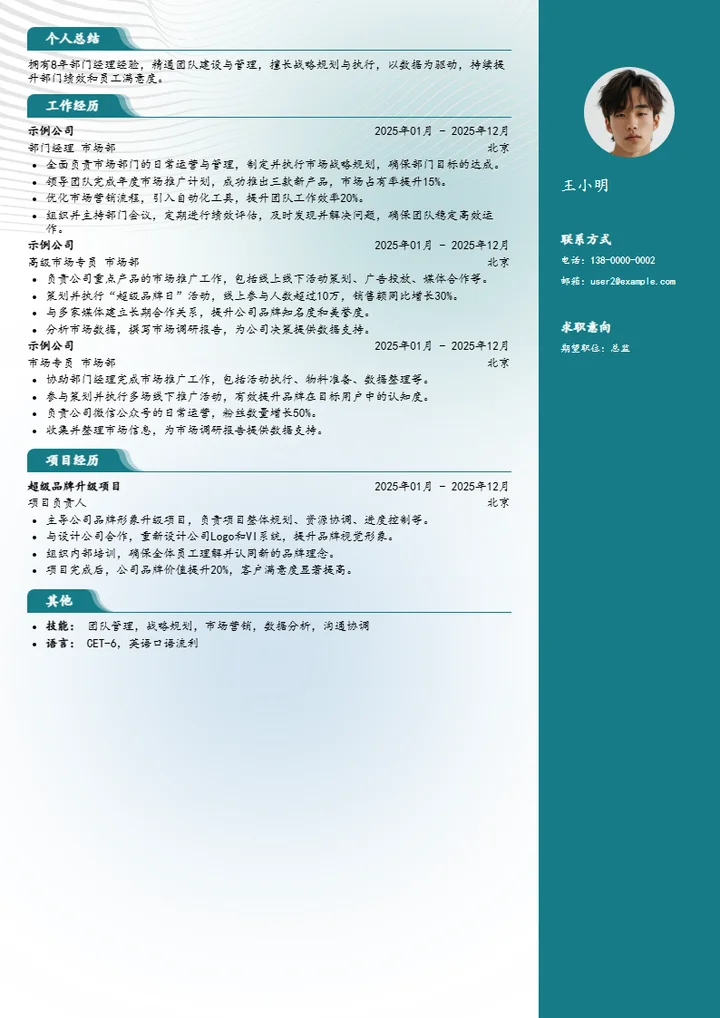 个人总结
拥有8年部门经理经验，精通团队建设与管理，擅长战略规划与执行，以数据为驱动，持续提
升部门绩效和员工满意度。
工作经历
示例公司 2025年01月 - 2025年12月
部门经理 市场部 北京
• 全面负责市场部门的日常运营与管理，制定并执行市场战略规划，确保部门目标的达成。
• 领导团队完成年度市场推广计划，成功推出三款新产品，市场占有率提升15%。
• 优化市场营销流程，引入自动化工具，提升团队工作效率20%。
• 组织并主持部门会议，定期进行绩效评估，及时发现并解决问题，确保团队稳定高效运
作。
示例公司 2025年01月 - 2025年12月
高级市场专员 市场部 北京
• 负责公司重点产品的市场推广工作，包括线上线下活动策划、广告投放、媒体合作等。
• 策划并执行“超级品牌日”活动，线上参与人数超过10万，销售额同比增长30%。
• 与多家媒体建立长期合作关系，提升公司品牌知名度和美誉度。
• 分析市场数据，撰写市场调研报告，为公司决策提供数据支持。
示例公司 2025年01月 - 2025年12月
市场专员 市场部 北京
• 协助部门经理完成市场推广工作，包括活动执行、物料准备、数据整理等。
• 参与策划并执行多场线下推广活动，有效提升品牌在目标用户中的认知度。
• 负责公司微信公众号的日常运营，粉丝数量增长50%。
• 收集并整理市场信息，为市场调研报告提供数据支持。
项目经历
超级品牌升级项目 2025年01月 - 2025年12月
项目负责人 北京
• 主导公司品牌形象升级项目，负责项目整体规划、资源协调、进度控制等。
• 与设计公司合作，重新设计公司Logo和VI系统，提升品牌视觉形象。
• 组织内部培训，确保全体员工理解并认同新的品牌理念。
• 项目完成后，公司品牌价值提升20%，客户满意度显著提高。
其他
• 技能： 团队管理，战略规划，市场营销，数据分析，沟通协调
• 语言： CET-6，英语口语流利
王小明
联系方式
电话：138-0000-0002
邮箱：user2@example.com
求职意向
期望职位：总监